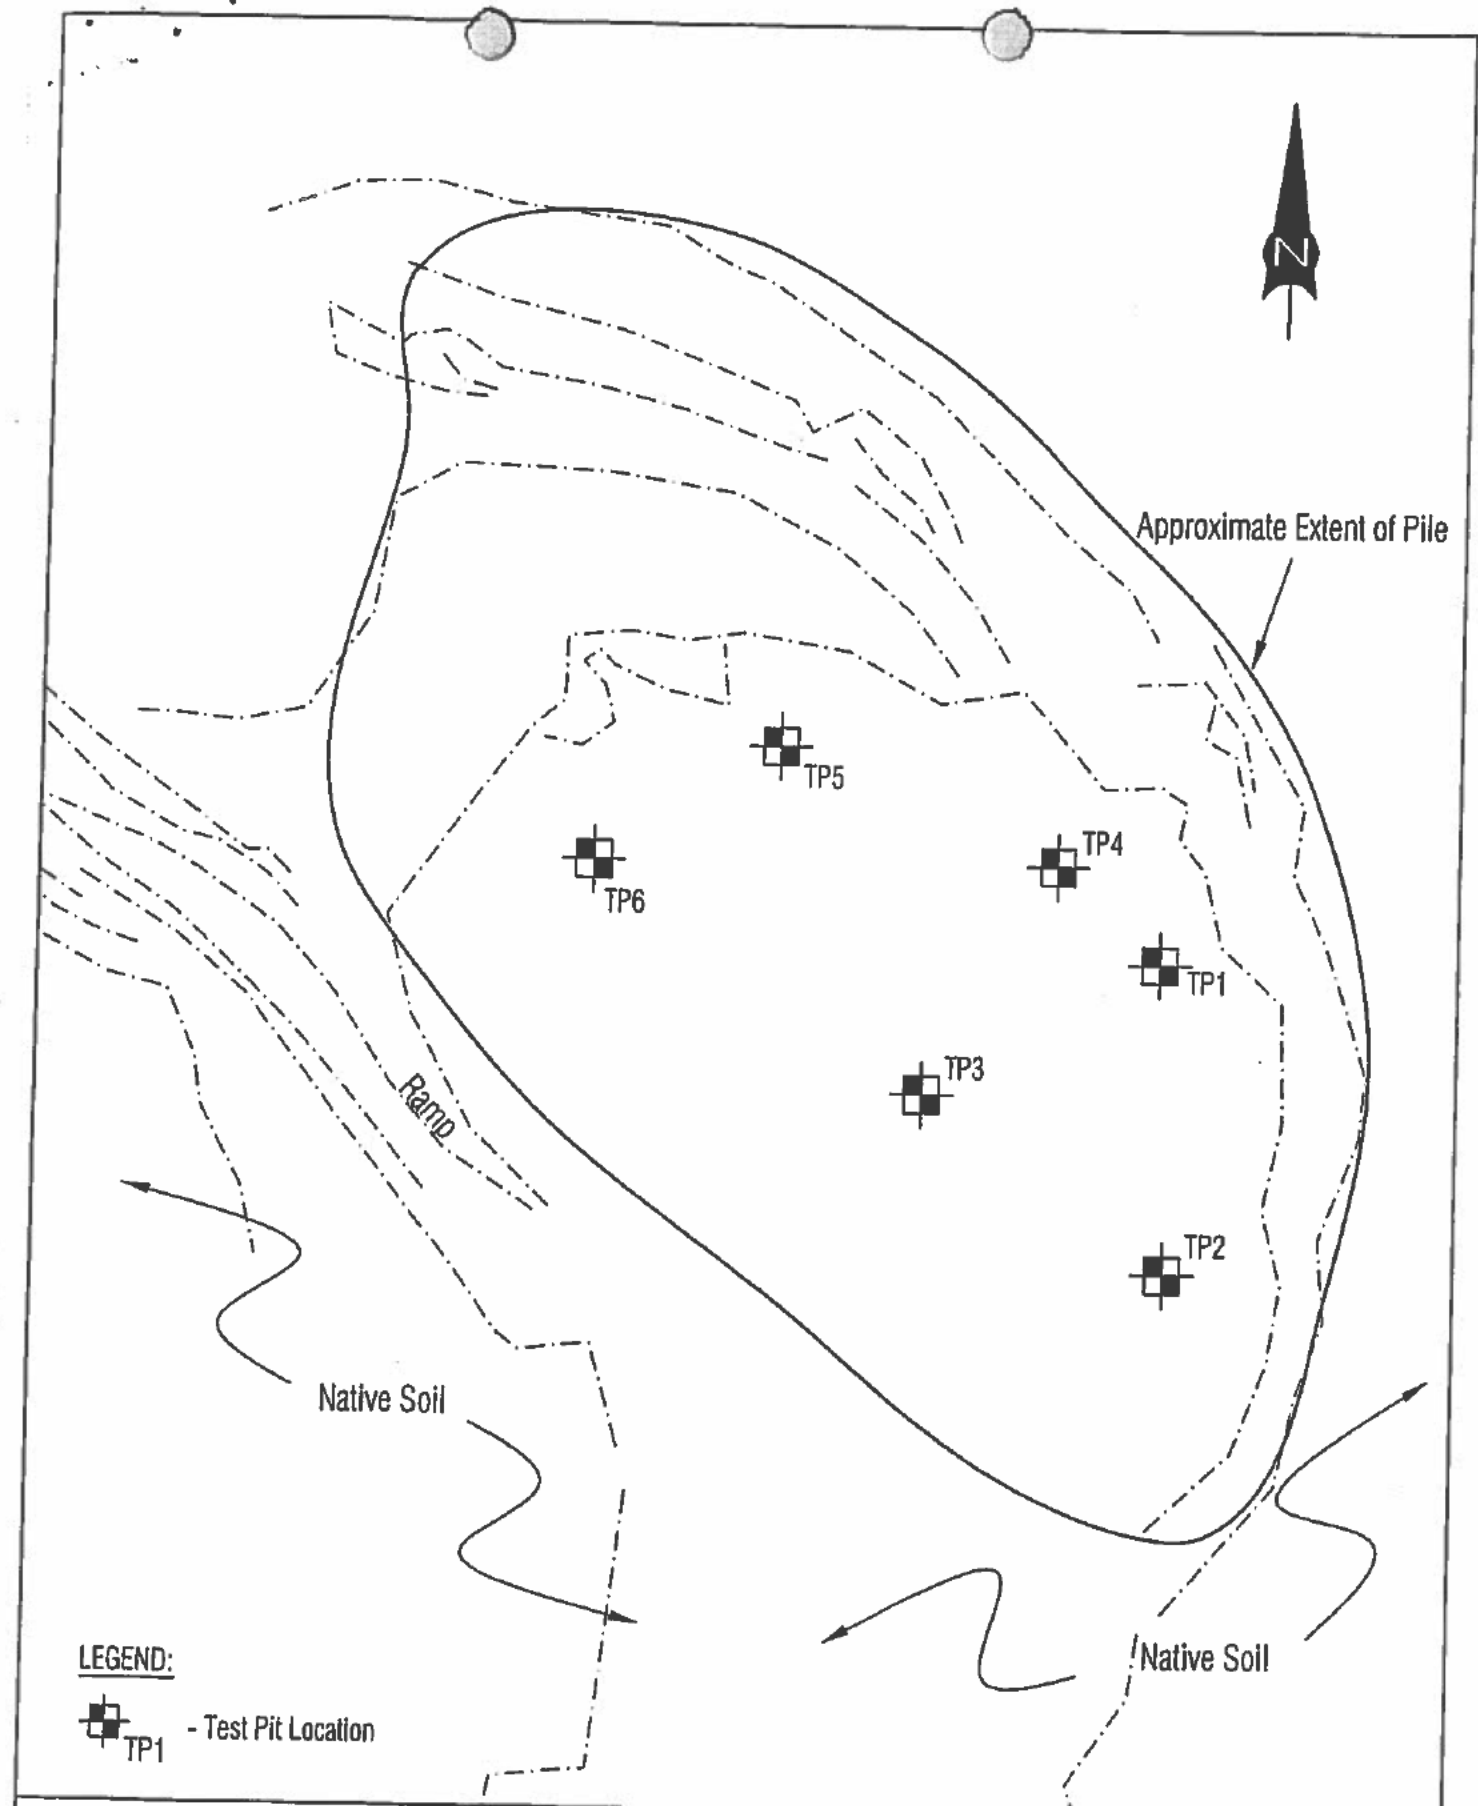 N
Approximate Extent of Pile
TP5
TP4
TP6
TP1
TP3
Ramp
TP2
Native Soil
Native Soil
LEGEND:
TP1 - Test Pit Location